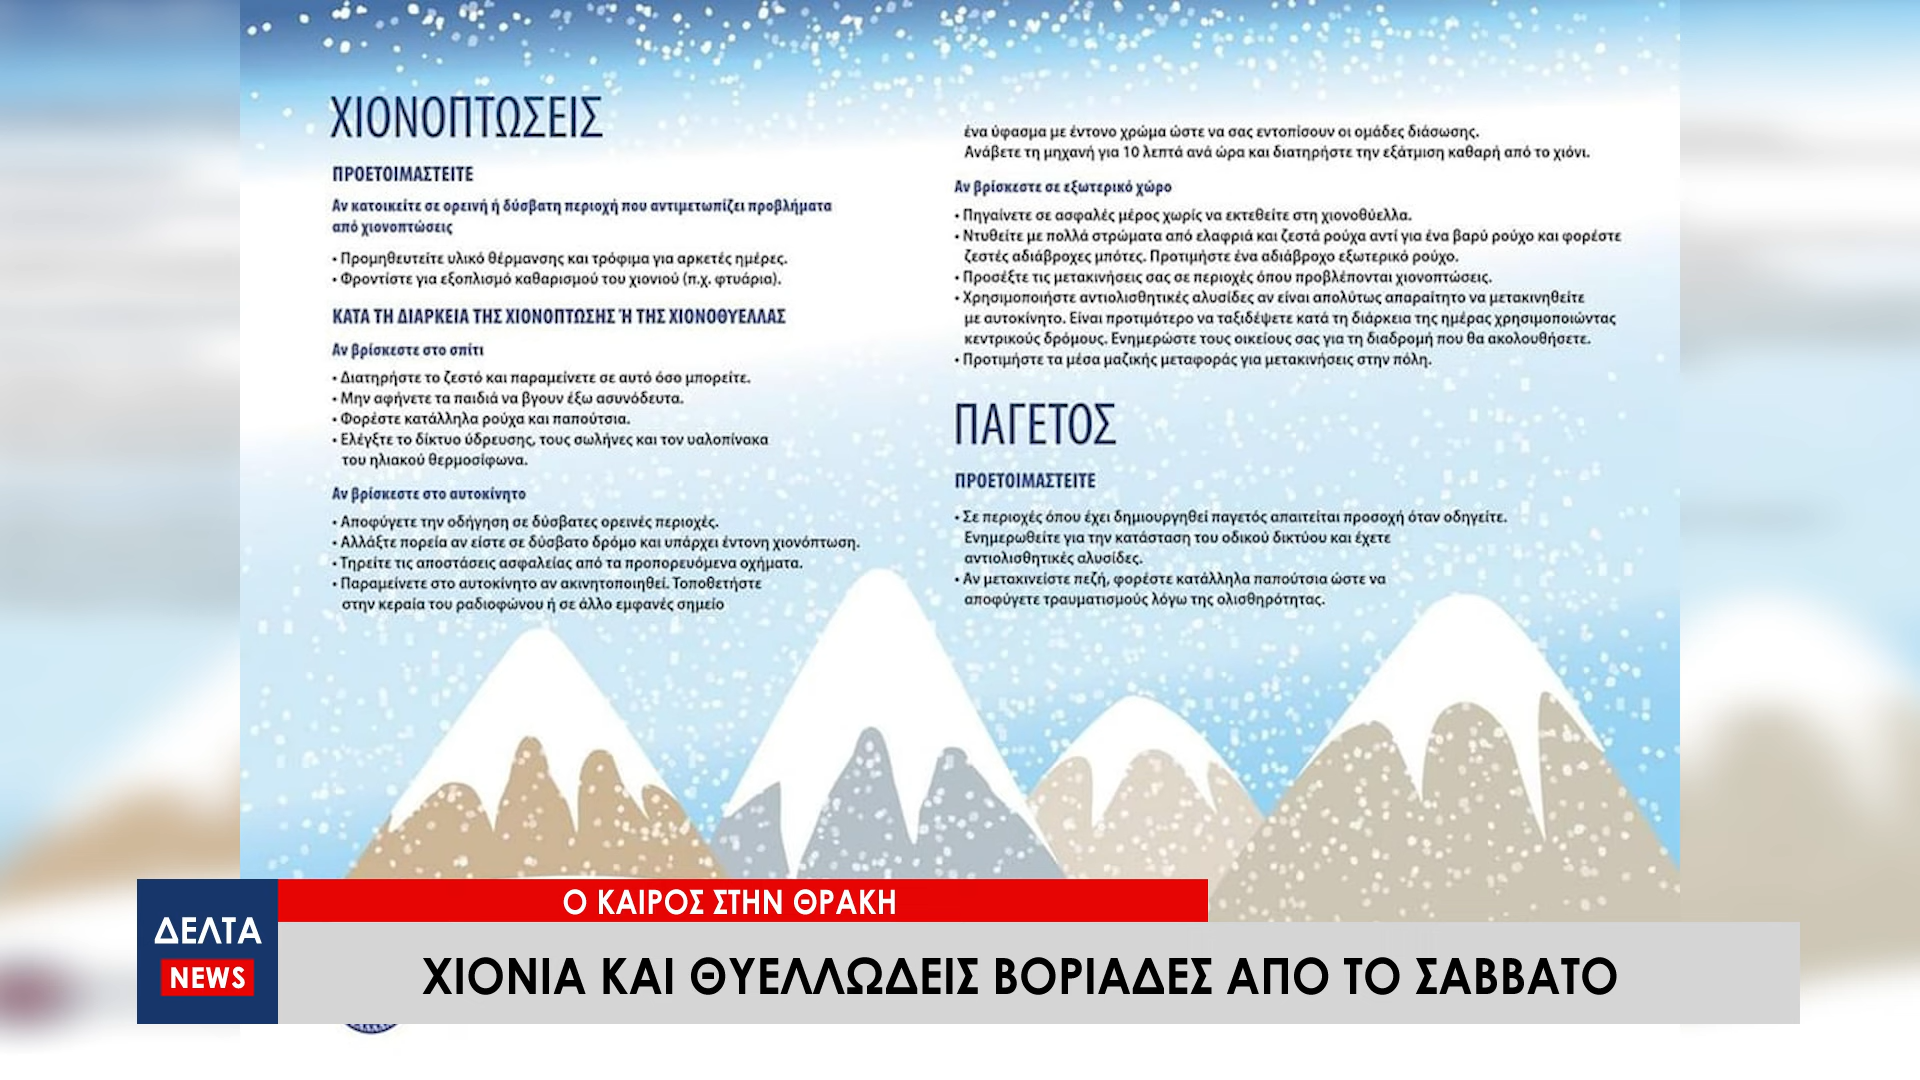 ΧΙΟΝΟΠΤΩΣΕΙΣ
ΠΡΟΕΤΟΙΜΑΣΤΕΙΤΕ
Αν κατοικείτε σε ορεινή ή δύσβατη περιοχή που αντιμετωπίζει προβλήματα
από χιονοπτώσεις
• Προμηθευτείτε υλικό θέρμανσης και τρόφιμα για αρκετές ημέρες.
• Φροντίστε για εξοπλισμό καθαρισμού του χιονιού (π.χ. φτυάρια).
ΚΑΤΑ ΤΗ ΔΙΑΡΚΕΙΑ ΤΗΣ ΧΙΟΝΟΠΤΩΣΗΣ Ή ΤΗΣ ΧΙΟΝΟΘΥΕΛΛΑΣ
Αν βρίσκεστε στο σπίτι
• Διατηρήστε το ζεστό και παραμείνετε σε αυτό όσο μπορείτε.
• Μην αφήνετε τα παιδιά να βγουν έξω ασυνόδευτα.
• Φορέστε κατάλληλα ρούχα και παπούτσια.
• Ελέγξτε το δίκτυο ύδρευσης, τους σωλήνες και τον υαλοπίνακα
του ηλιακού θερμοσίφωνα.
Αν βρίσκεστε στο αυτοκίνητο
• Αποφύγετε την οδήγηση σε δύσβατες ορεινές περιοχές.
• Αλλάξτε πορεία αν είστε σε δύσβατο δρόμο και υπάρχει έντονη χιονόπτωση.
• Τηρείτε τις αποστάσεις ασφαλείας από τα προπορευόμενα οχήματα.
• Παραμείνετε στο αυτοκίνητο αν ακινητοποιηθεί. Τοποθετήστε
στην κεραία του ραδιοφώνου ή σε άλλο εμφανές σημείο
ένα ύφασμα με έντονο χρώμα ώστε να σας εντοπίσουν οι ομάδες διάσωσης.
Ανάβετε τη μηχανή για 10 λεπτά ανά ώρα και διατηρήστε την εξάτμιση καθαρή από το χιόνι.
Αν βρίσκεστε σε εξωτερικό χώρο
• Πηγαίνετε σε ασφαλές μέρος χωρίς να εκτεθείτε στη χιονοθύελλα.
• Ντυθείτε με πολλά στρώματα από ελαφριά και ζεστά ρούχα αντί για ένα βαρύ ρούχο και φορέστε
ζεστές αδιάβροχες μπότες. Προτιμήστε ένα αδιάβροχο εξωτερικό ρούχο.
• Προσέξτε τις μετακινήσεις σας σε περιοχές όπου προβλέπονται χιονοπτώσεις.
• Χρησιμοποιήστε αντιολισθητικές αλυσίδες αν είναι απολύτως απαραίτητο να μετακινηθείτε
με αυτοκίνητο. Είναι προτιμότερο να ταξιδέψετε κατά τη διάρκεια της ημέρας χρησιμοποιώντας
κεντρικούς δρόμους. Ενημερώστε τους οικείους σας για τη διαδρομή που θα ακολουθήσετε.
• Προτιμήστε τα μέσα μαζικής μεταφοράς για μετακινήσεις στην πόλη.
ΠΑΓΕΤΟΣ
ΠΡΟΕΤΟΙΜΑΣΤΕΙΤΕ
• Σε περιοχές όπου έχει δημιουργηθεί παγετός απαιτείται προσοχή όταν οδηγείτε.
Ενημερωθείτε για την κατάσταση του οδικού δικτύου και έχετε
αντιολισθητικές αλυσίδες.
• Αν μετακινείστε πεζή, φορέστε κατάλληλα παπούτσια ώστε να
αποφύγετε τραυματισμούς λόγω της ολισθηρότητας.
Ο ΚΑΙΡΟΣ ΣΤΗΝ ΘΡΑΚΗ
ΔΕΛΤΑ
NEWS
ΧΙΟΝΙΑ ΚΑΙ ΘΥΕΛΛΩΔΕΙΣ ΒΟΡΙΑΔΕΣ ΑΠΟ ΤΟ ΣΑΒΒΑΤΟ